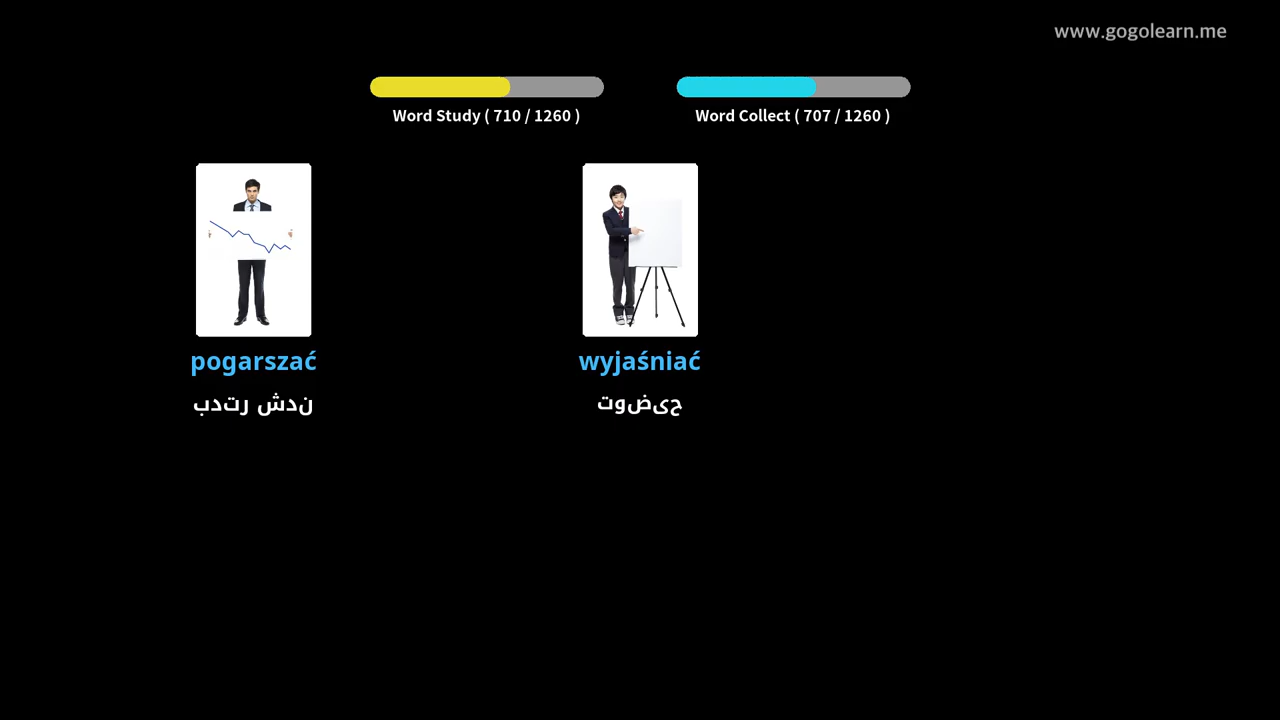 www.gogolearn.me
Word Study ( 710 / 1260 )
Word Collect ( 707 / 1260 )
pogarszać
بدتر شدن
wyjaśniać
توضیح